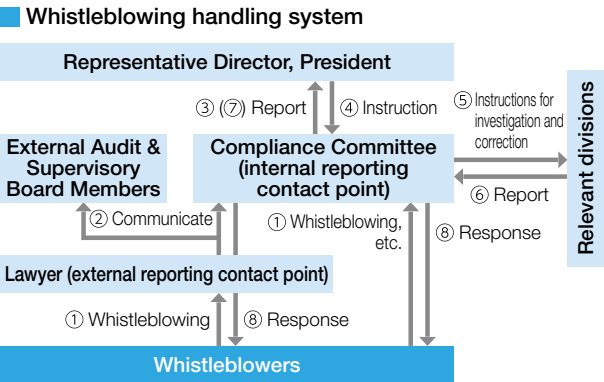 Whistleblowing handling system
Representative Director, President
③ (⑦) Report
④ Instruction
⑤ Instructions for
investigation and
correction
Relevant divisions
External Audit &
Supervisory
Board Members
Compliance Committee
(internal reporting
contact point)
⑥ Report
② Communicate
① Whistleblowing,
etc.
⑧ Response
Lawyer (external reporting contact point)
① Whistleblowing
⑧ Response
Whistleblowers